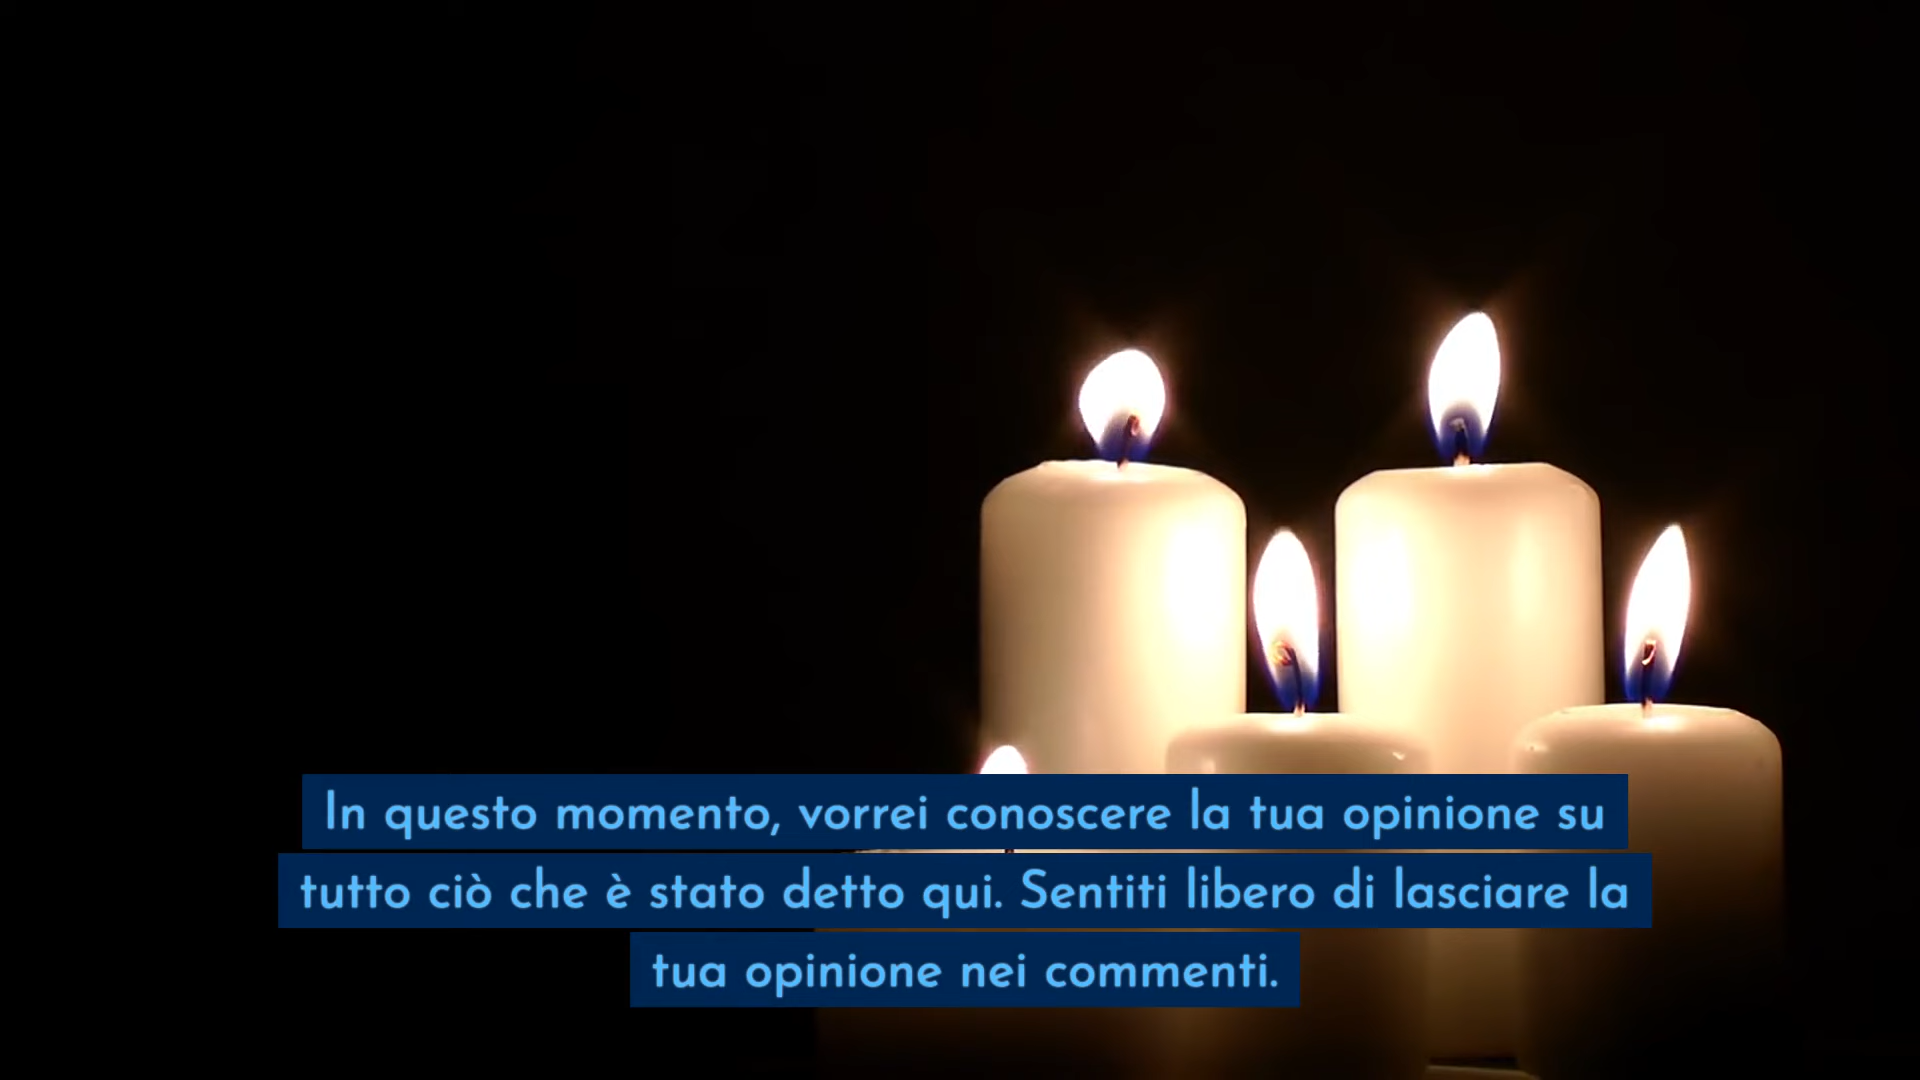 In questo momento, vorrei conoscere la tua opinione su
tutto ciò che è stato detto qui. Sentiti libero di lasciare la
tua opinione nei commenti.